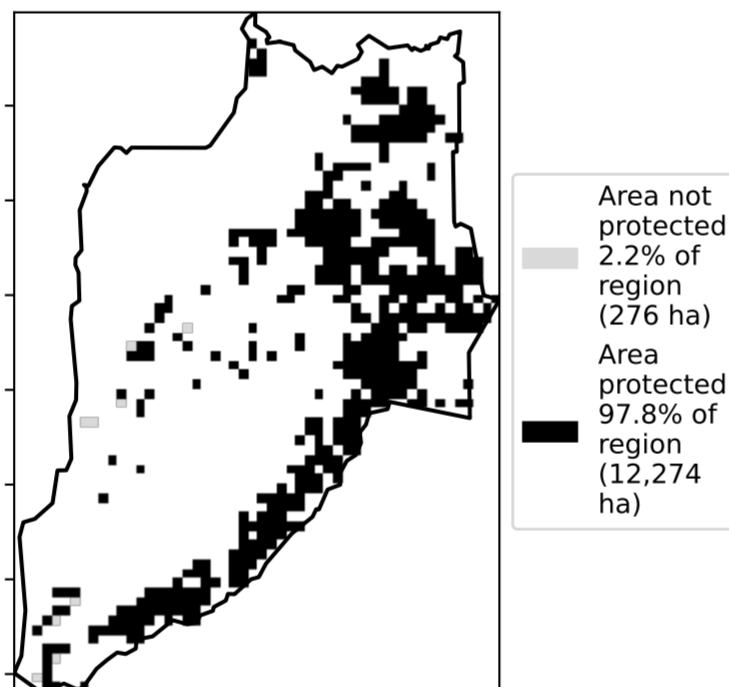 Area not
protected
2.2% of
region
(276 ha)
Area
protected
97.8% of
region
(12,274
ha)